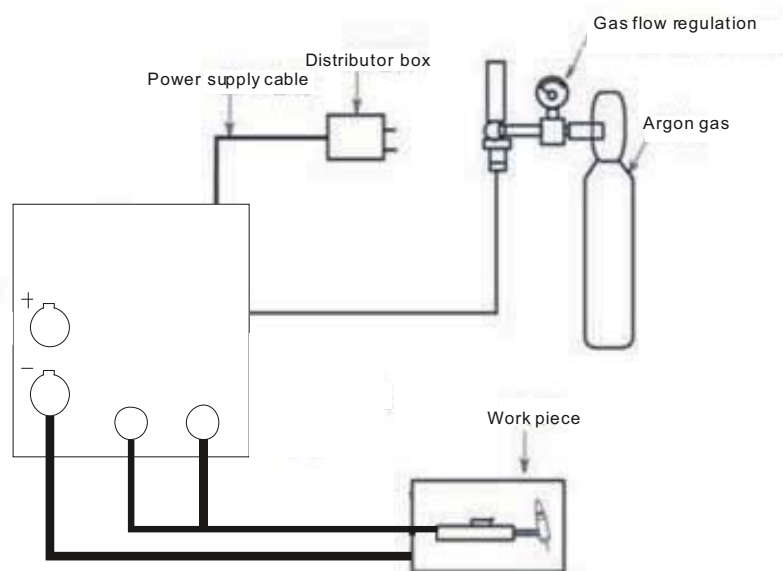 Gas flow regulation
Distributor box
Power supply cable
Argon gas
+
-
Work piece